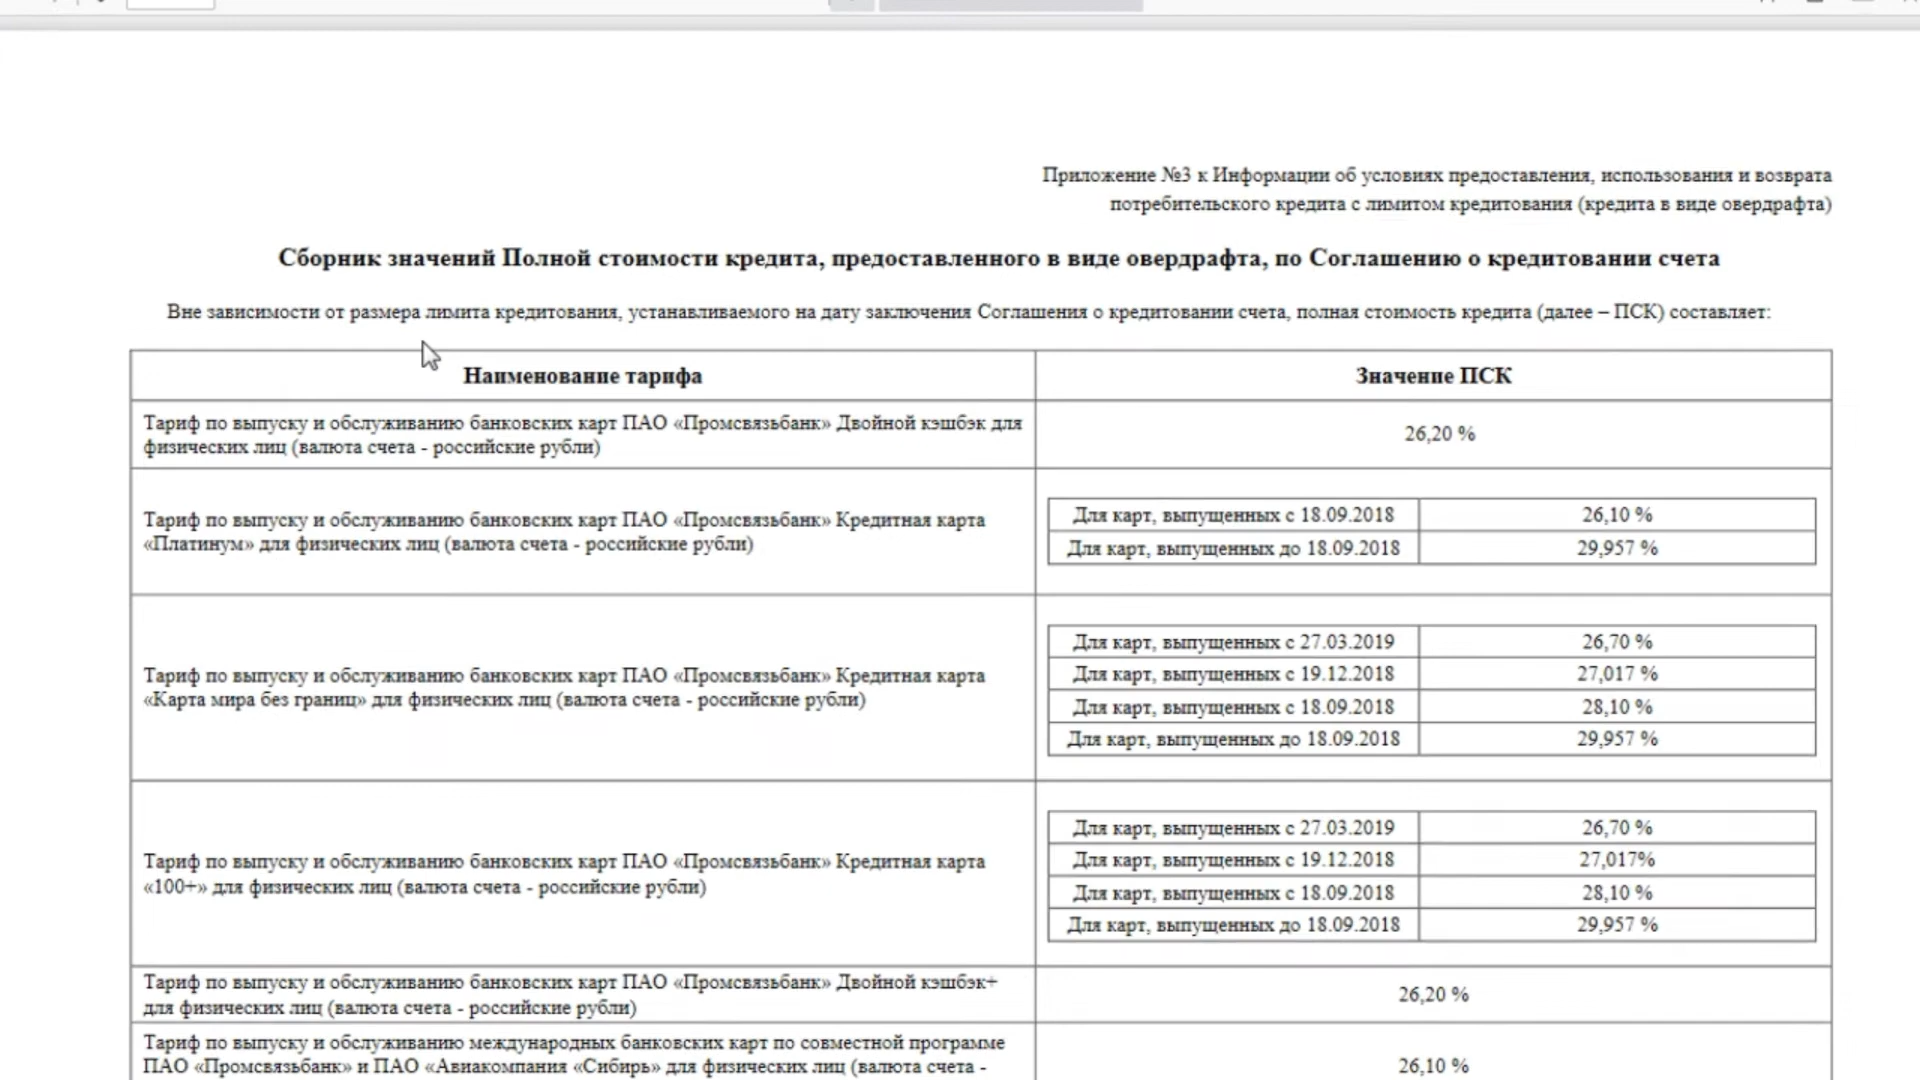 Приложение №3 к Информации об условиях предоставления, использования и возврата
потребительского кредита с лимитом кредитования (кредита в виде овердрафта)
Сборник значений Полной стоимости кредита, предоставленного в виде овердрафта, по Соглашению о кредитовании счета
Вне зависимости от размера лимита кредитования, устанавливаемого на дату заключения Соглашения о кредитовании счета, полная стоимость кредита (далее – ПСК) составляет:
Наименование тарифа
Значение ПСК
Тариф по выпуску и обслуживанию банковских карт ПАО «Промсвязьбанк» Двойной кэшбэк для
физических лиц (валюта счета - российские рубли)
26,20 %
Тариф по выпуску и обслуживанию банковских карт ПАО «Промсвязьбанк» Кредитная карта
«Платинум» для физических лиц (валюта счета - российские рубли)
Для карт, выпущенных с 18.09.2018 26,10 %
Для карт, выпущенных до 18.09.2018 29,957 %
Тариф по выпуску и обслуживанию банковских карт ПАО «Промсвязьбанк» Кредитная карта
«Карта мира без границ» для физических лиц (валюта счета - российские рубли)
Для карт, выпущенных с 27.03.2019 26,70 %
Для карт, выпущенных с 19.12.2018 27,017 %
Для карт, выпущенных с 18.09.2018 28,10 %
Для карт, выпущенных до 18.09.2018 29,957 %
Тариф по выпуску и обслуживанию банковских карт ПАО «Промсвязьбанк» Кредитная карта
«100+» для физических лиц (валюта счета - российские рубли)
Для карт, выпущенных с 27.03.2019 26,70 %
Для карт, выпущенных с 19.12.2018 27,017%
Для карт, выпущенных с 18.09.2018 28,10 %
Для карт, выпущенных до 18.09.2018 29,957 %
Тариф по выпуску и обслуживанию банковских карт ПАО «Промсвязьбанк» Двойной кэшбэк+
для физических лиц (валюта счета - российские рубли)
26,20 %
Тариф по выпуску и обслуживанию международных банковских карт по совместной программе
ПАО «Промсвязьбанк» и ПАО «Авиакомпания «Сибирь» для физических лиц (валюта счета -
26,10 %